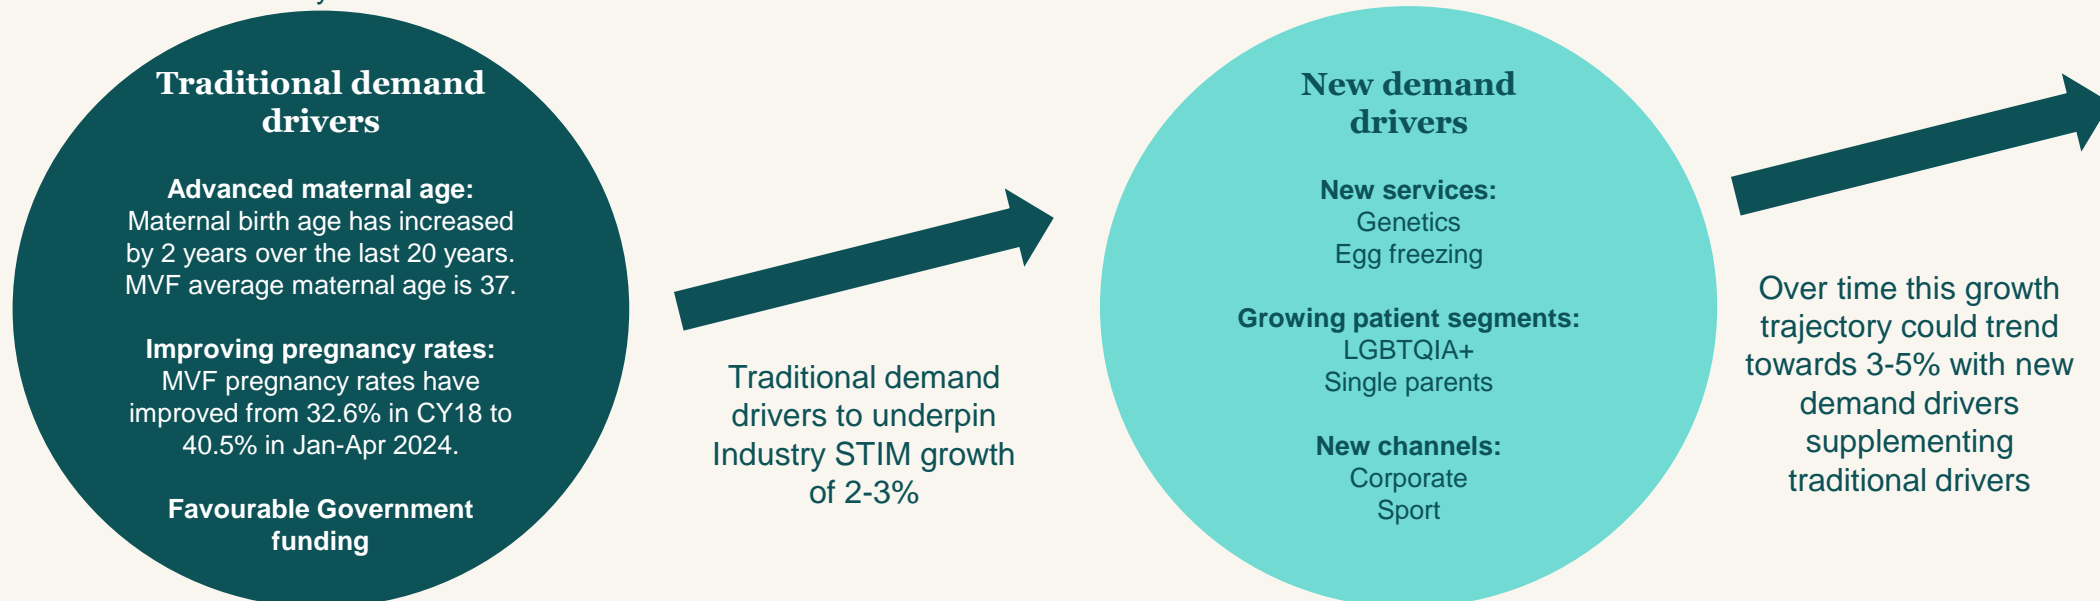 Traditional demand
drivers
Advanced maternal age:
Maternal birth age has increased
by 2 years over the last 20 years.
MVF average maternal age is 37.
Improving pregnancy rates:
MVF pregnancy rates have
improved from 32.6% in CY18 to
40.5% in Jan-Apr 2024.
Favourable Government
funding
Traditional demand
drivers to underpin
Industry STIM growth
of 2-3%
New demand
drivers
New services:
Genetics
Egg freezing
Growing patient segments:
LGBTQIA+
Single parents
New channels:
Corporate
Sport
Over time this growth
trajectory could trend
towards 3-5% with new
demand drivers
supplementing
traditional drivers